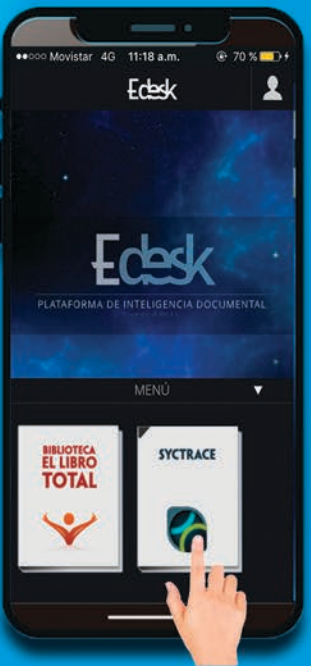 ●●○○○ Movistar 4G 11:18 a.m. 70 %
Edesk
Edesk
PLATAFORMA DE INTELIGENCIA DOCUMENTAL
MENÚ ▼
BIBLIOTECA
EL LIBRO
TOTAL
SYCTRACE